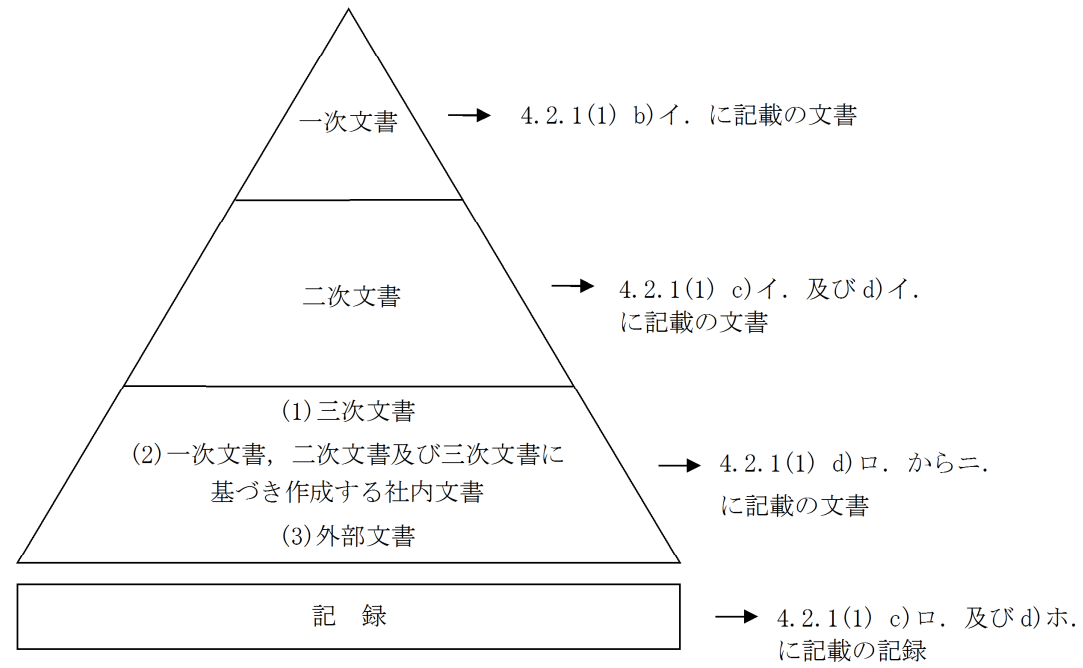 一次文書
4.2.1(1) b)イ. に記載の文書
二次文書
4.2.1(1) c)イ. 及びd)イ.
に記載の文書
(1)三次文書
(2)一次文書，二次文書及び三次文書に
基づき作成する社内文書
(3)外部文書
4.2.1(1) d)ロ. からニ.
に記載の文書
記　録
4.2.1(1) c)ロ. 及びd)ホ.
に記載の記録